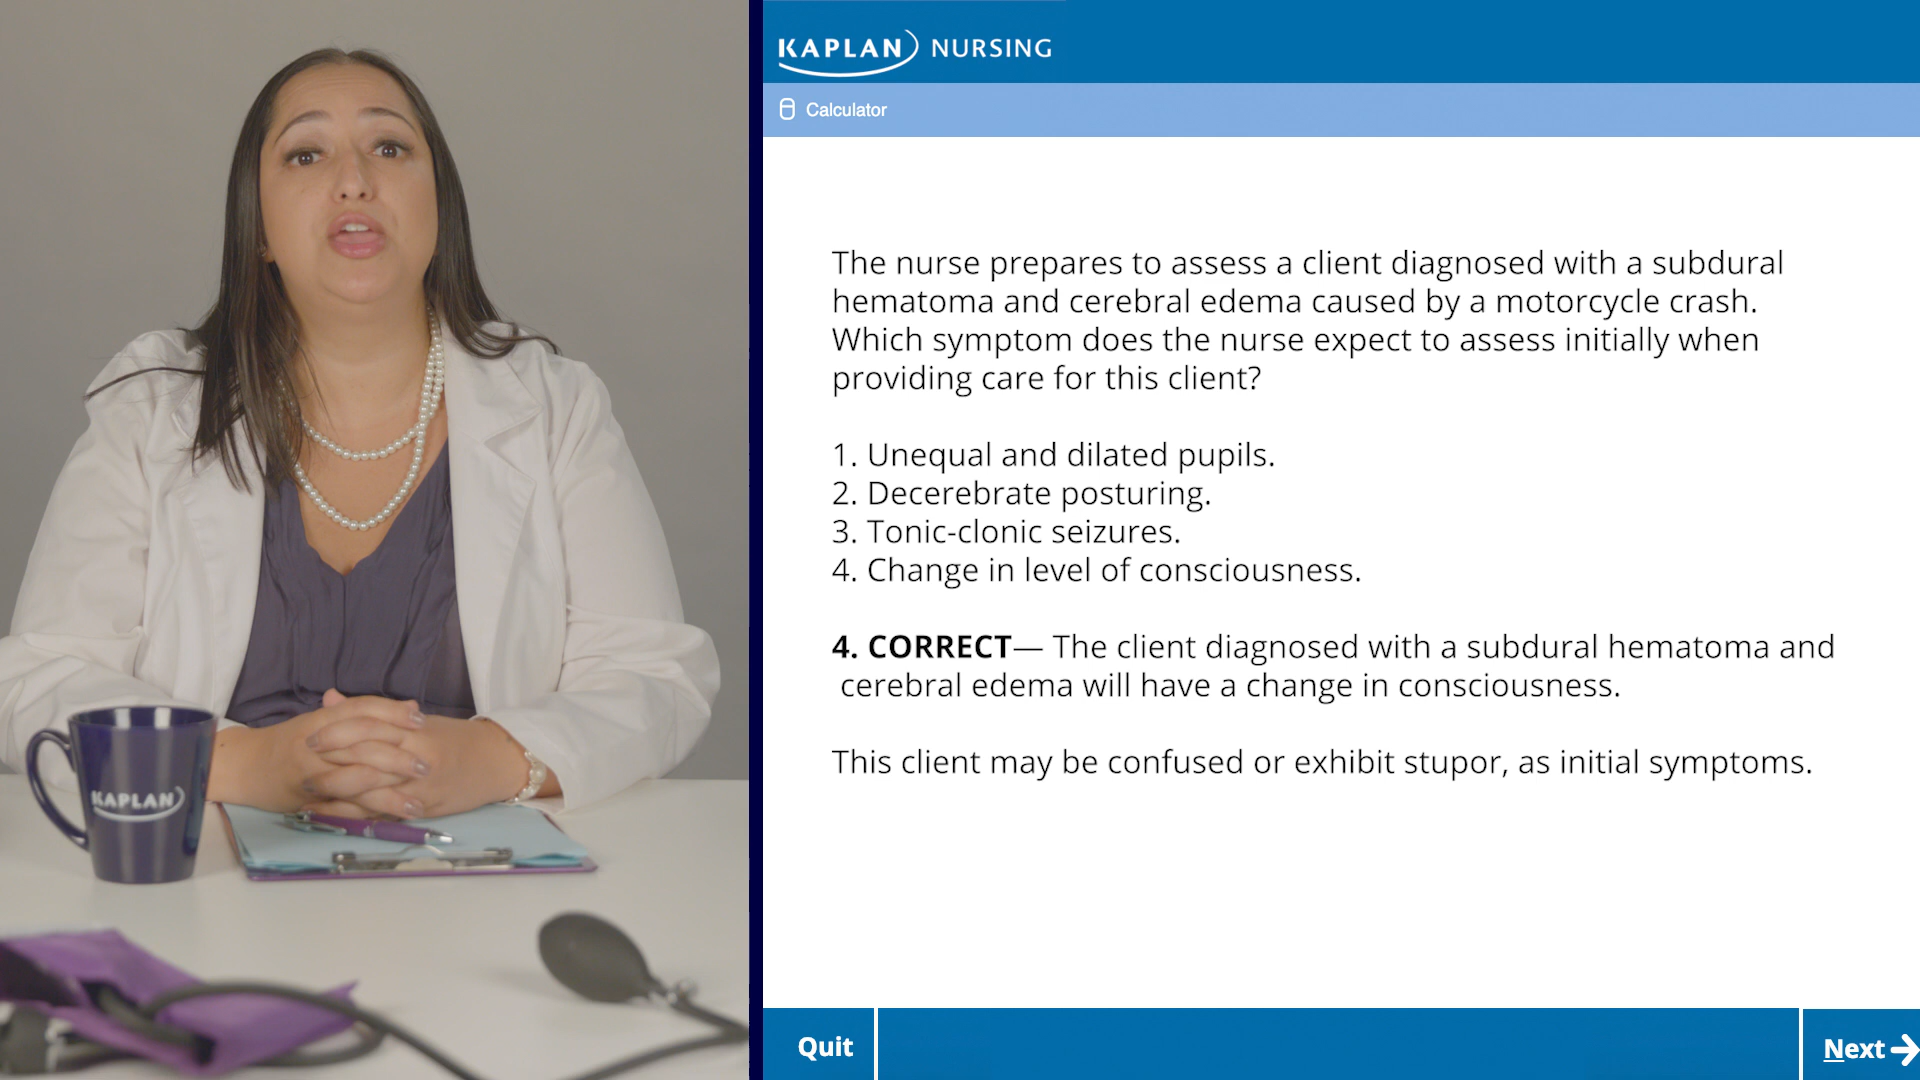 KAPLAN NURSING
Calculator
The nurse prepares to assess a client diagnosed with a subdural
hematoma and cerebral edema caused by a motorcycle crash.
Which symptom does the nurse expect to assess initially when
providing care for this client?
1. Unequal and dilated pupils.
2. Decerebrate posturing.
3. Tonic-clonic seizures.
4. Change in level of consciousness.
4. CORRECT— The client diagnosed with a subdural hematoma and
cerebral edema will have a change in consciousness.
This client may be confused or exhibit stupor, as initial symptoms.
KAPLAN
Quit
Next